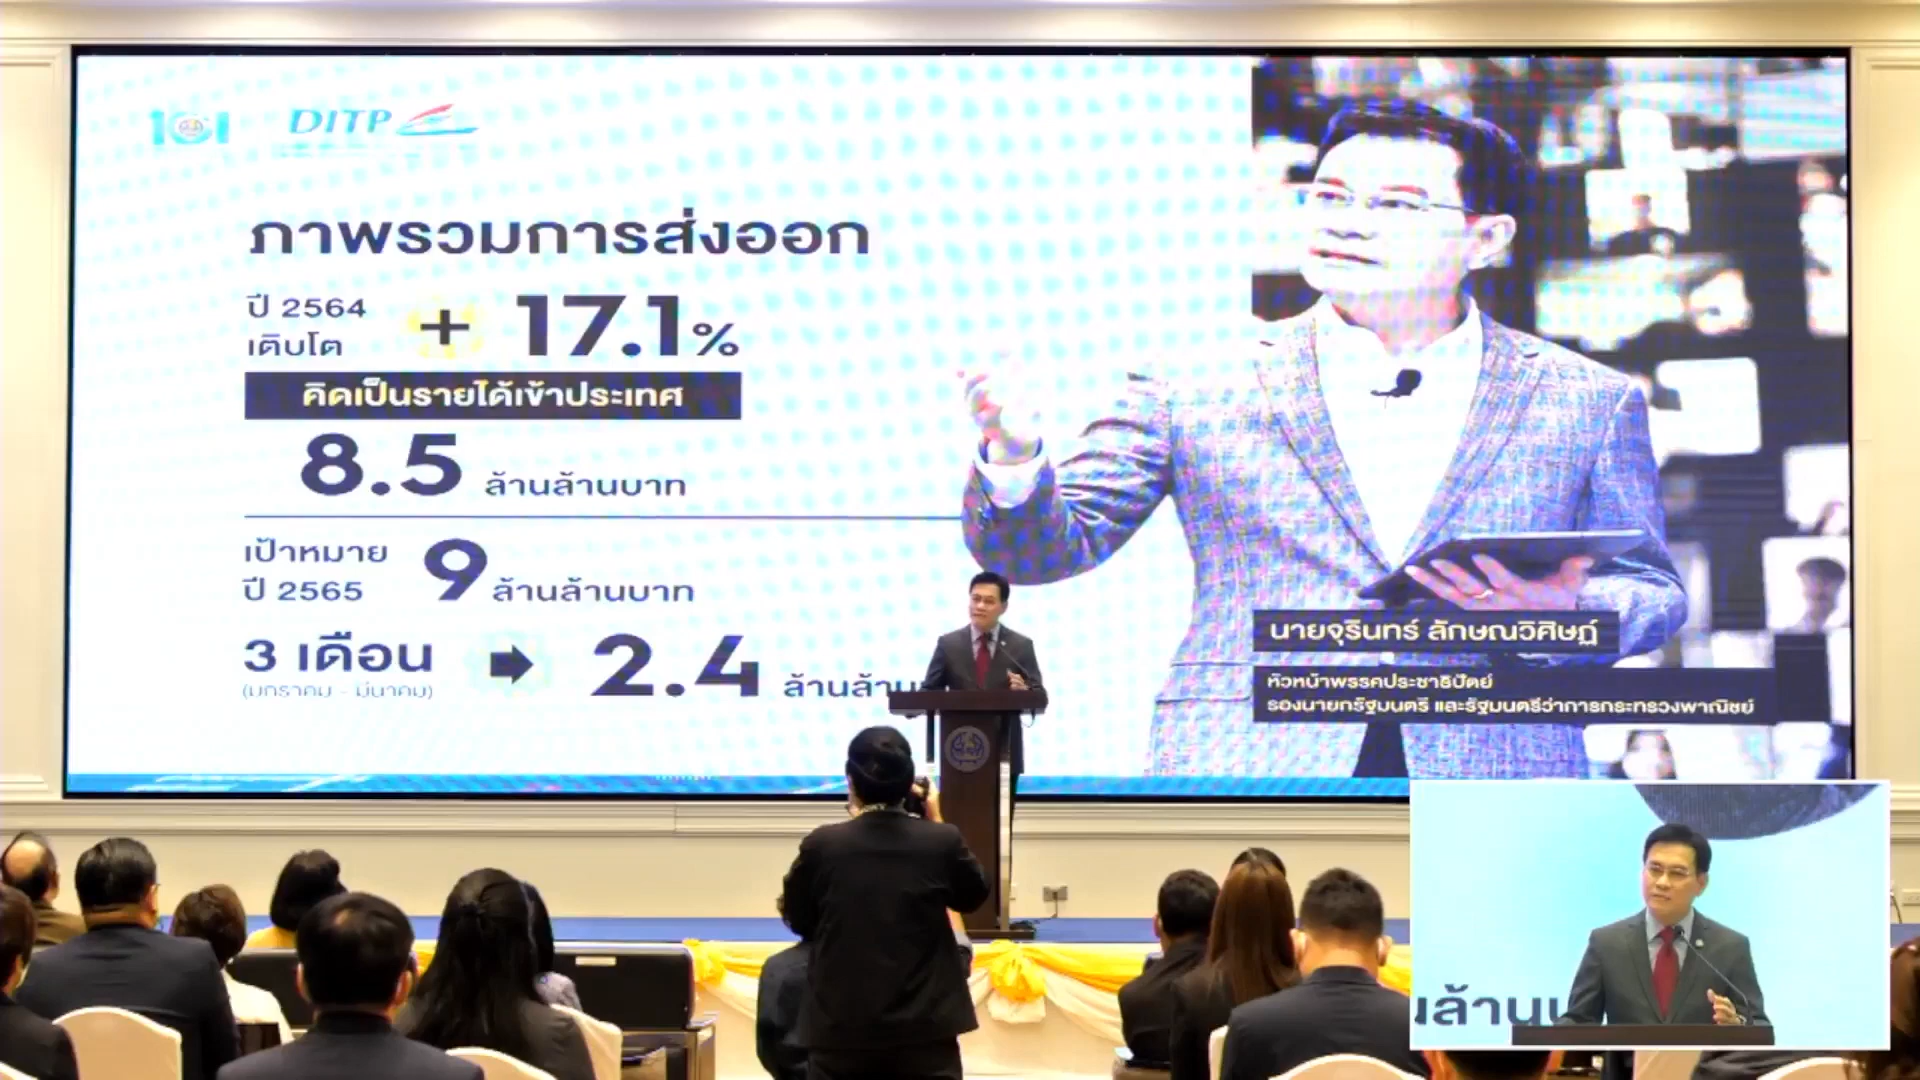 101
DITP
ภาพรวมการส่งออก
ปี 2564
เติบโต
+ 17.1%
คิดเป็นรายได้เข้าประเทศ
8.5 ล้านล้านบาท
เป้าหมาย
ปี 2565
9 ล้านล้านบาท
3 เดือน
(มกราคม - มีนาคม)
2.4 ล้านล้าน
นายจุรินทร์ ลักษณวิศิษฏ์
หัวหน้าพรรคประชาธิปัตย์
รองนายกรัฐมนตรี และรัฐมนตรีว่าการกระทรวงพาณิชย์
นล้านบ